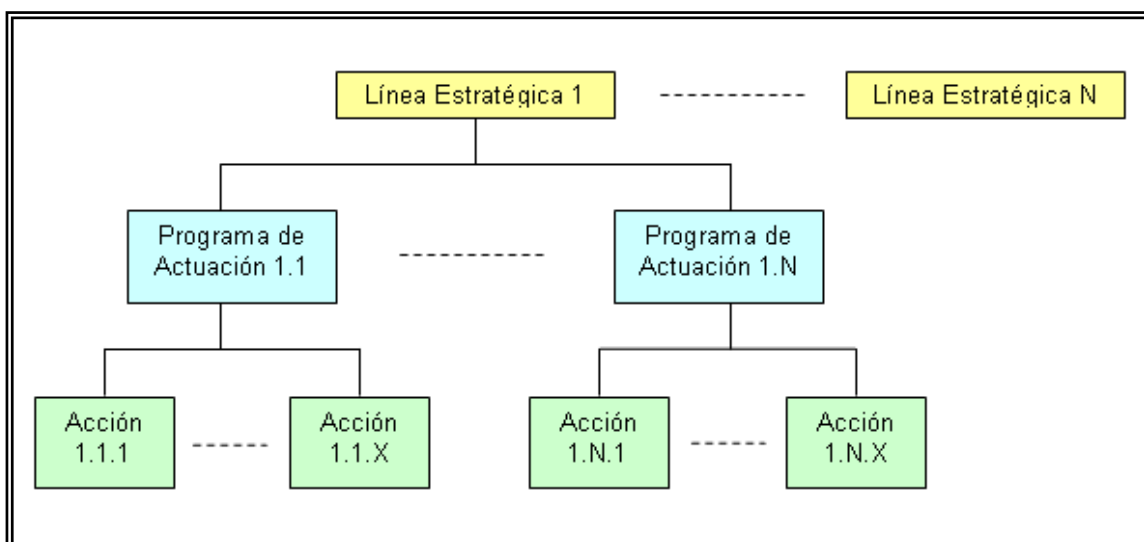 Línea Estratégica 1
Línea Estratégica N
Programa de
Actuación 1.1
Programa de
Actuación 1.N
Acción
1.1.1
Acción
1.1.X
Acción
1.N.1
Acción
1.N.X